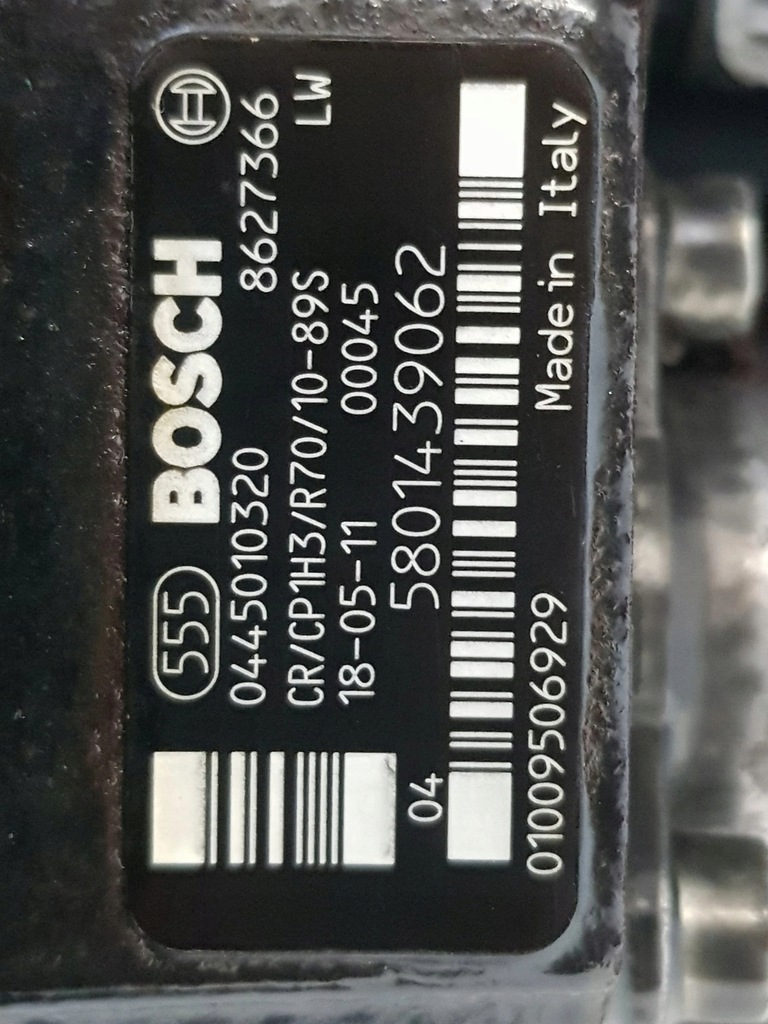 555 BOSCH
0445010320 8627366
CR/CP1H3/R70/10-89S LW
18-05-11 00045
04 5801439062
01009506929 Made in Italy